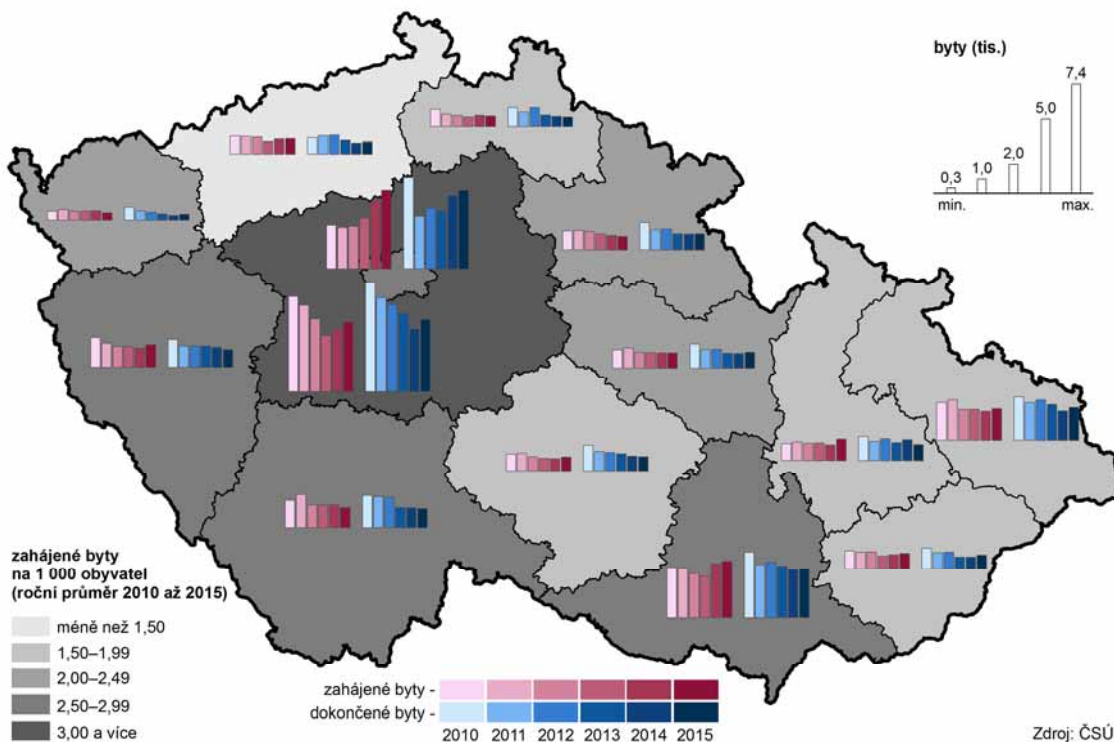 byty (tis.)
7,4
5,0
2,0
1,0
0,3
min.
max.
zahájené byty
na 1 000 obyvatel
(roční průměr 2010 až 2015)
méně než 1,50
1,50–1,99
2,00–2,49
2,50–2,99
3,00 a více
zahájené byty -
dokončené byty -
2010 2011 2012 2013 2014 2015
Zdroj: ČSÚ